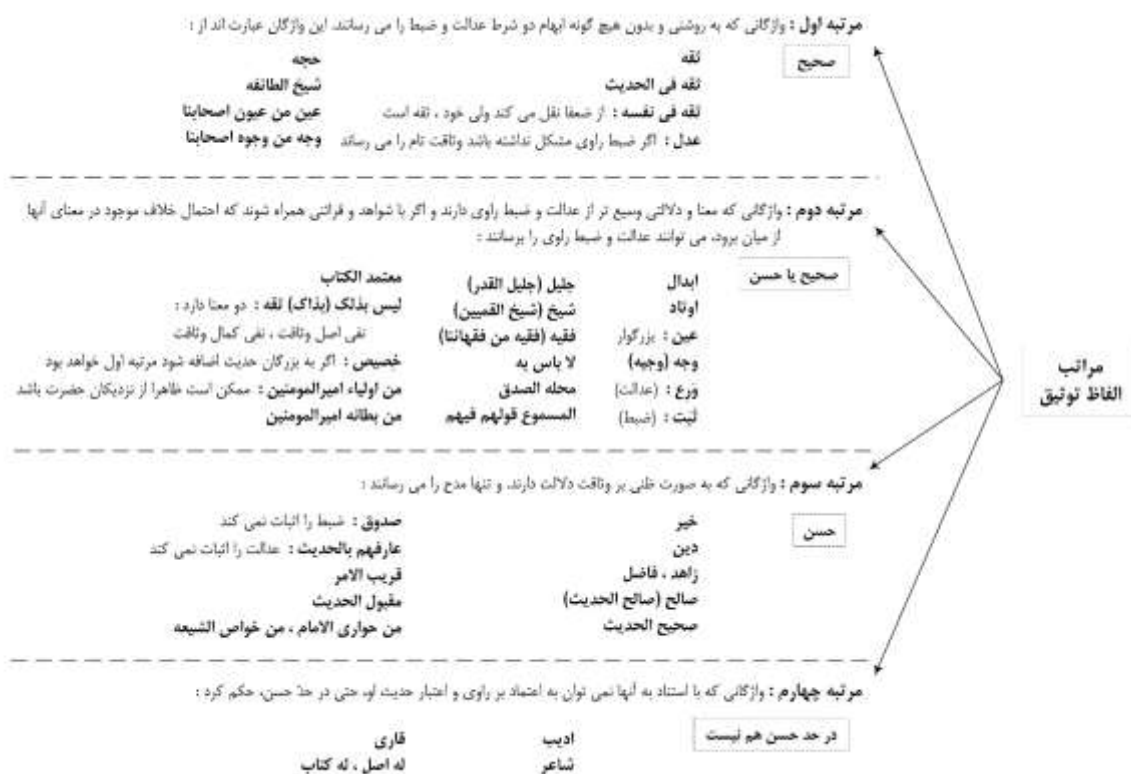 مراتب
الفاظ توثیق
مرتبه اول : واژگانی که به روشنی و بدون هیچ گونه ابهام دو شرط عدالت و ضبط را می رسانند. این واژگان عبارت اند از :
صحیح
ثقه
ثقه فی الحدیث
ثقه فی نفسه : از ضعفا نقل می کند ولی خود ، ثقه است
عدل : اگر ضبط راوی مشکل نداشته باشد وثاقت تام را می رساند
حجه
شیخ الطائفه
عین من عیون اصحابنا
وجه من وجوه اصحابنا
مرتبه دوم : واژگانی که معنا و دلالتی وسیع تر از عدالت و ضبط راوی دارند و اگر با شواهد و قرائنی همراه شوند که احتمال خلاف موجود در معنای آنها
از میان برود، می توانند عدالت و ضبط راوی را برسانند :
صحیح یا حسن
ابدال
اوتاد
عین : بزرگوار
وجه (وجیه)
وَرع : (عدالت)
ثَبت : (ضبط)
جلیل (جلیل القدر)
شیخ (شیخ القمیین)
فقیه (فقیه من فقهائنا)
لا باس به
محله الصدق
المسموع قولهم فیهم
معتمد الکتاب
لیس بذلک (بذاک) ثقه : دو معنا دارد :
نفی اصل وثاقت ، نفی کمال وثاقت
خصیص : اگر به بزرگان حدیث اضافه شود مرتبه اول خواهد بود
من اولیاء امیرالمومنین : ممکن است ظاهرا از نزدیکان حضرت باشد
من بطانه امیرالمومنین
مرتبه سوم : واژگانی که به صورت ظنی بر وثاقت دلالت دارند، و تنها مدح را می رسانند :
حسن
خیر
دین
زاهد ، فاضل
صالح (صالح الحدیث)
صحیح الحدیث
صدوق : ضبط را اثبات نمی کند
عارفهم بالحدیث : عدالت را اثبات نمی کند
قریب الامر
مقبول الحدیث
من حواری الامام ، من خواص الشیعه
مرتبه چهارم : واژگانی که با استناد به آنها نمی توان به اعتماد بر راوی و اعتبار حدیث او، حتی در حدّ حسن، حکم کرد :
در حد حسن هم نیست
ادیب
شاعر
قاری
له اصل ، له کتاب